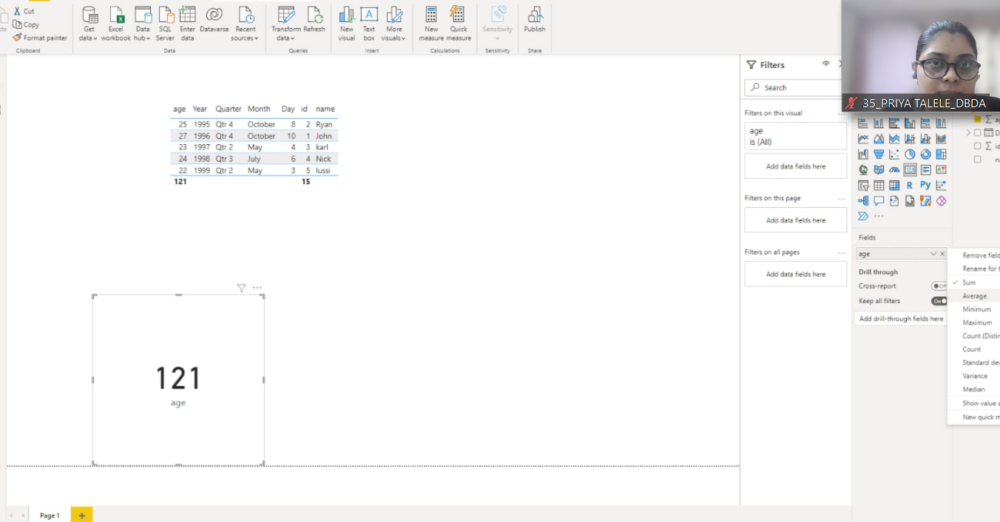 Cut
Copy
Format painter
Clipboard
Get data
Excel workbook
Data hub
SQL Server
Enter data
Dataverse
Recent sources
Data
Transform data
Refresh
Queries
New visual
Text box
More visuals
Insert
New measure
Quick measure
Calculations
Sensitivity
Sensitivity
Publish
Share
35_PRIYA TALELE_DBDA
age Year Quarter Month Day id name
25 1995 Qtr 4 October 8 2 Ryan
27 1996 Qtr 4 October 10 1 John
23 1997 Qtr 2 May 4 3 karl
24 1998 Qtr 3 July 6 4 Nick
22 1999 Qtr 2 May 3 5 lussi
121 15
121
age
Filters
Search
Filters on this visual
age
is (All)
Add data fields here
Filters on this page
Add data fields here
Filters on all pages
Add data fields here
R Py
Fields
age
Drill through
Cross-report Off
Keep all filters On
Add drill-through fields here
Remove field
Rename for t
Sum
Average
Minimum
Maximum
Count (Distin
Count
Standard dev
Variance
Median
Show value a
New quick m
id
Page 1